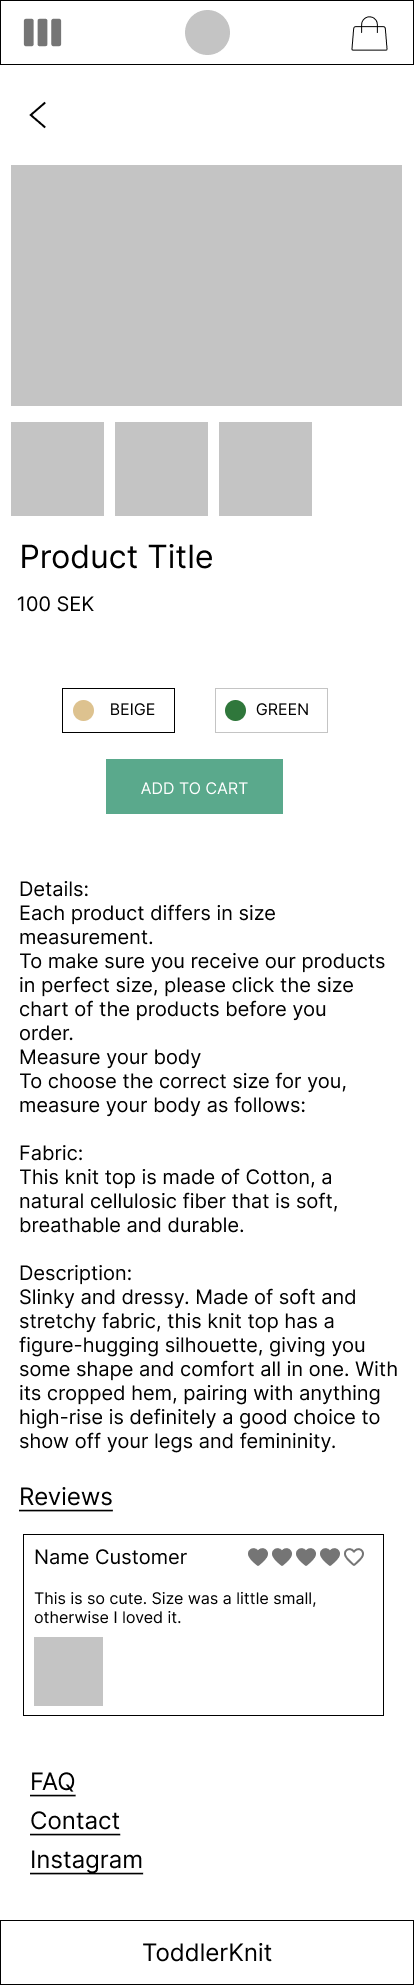 Product Title
100 SEK
BEIGE
GREEN
ADD TO CART
Details:
Each product differs in size
measurement.
To make sure you receive our products
in perfect size, please click the size
chart of the products before you
order.
Measure your body
To choose the correct size for you,
measure your body as follows:
Fabric:
This knit top is made of Cotton, a
natural cellulosic fiber that is soft,
breathable and durable.
Description:
Slinky and dressy. Made of soft and
stretchy fabric, this knit top has a
figure-hugging silhouette, giving you
some shape and comfort all in one. With
its cropped hem, pairing with anything
high-rise is definitely a good choice to
show off your legs and femininity.
Reviews
Name Customer
This is so cute. Size was a little small,
otherwise I loved it.
FAQ
Contact
Instagram
ToddlerKnit